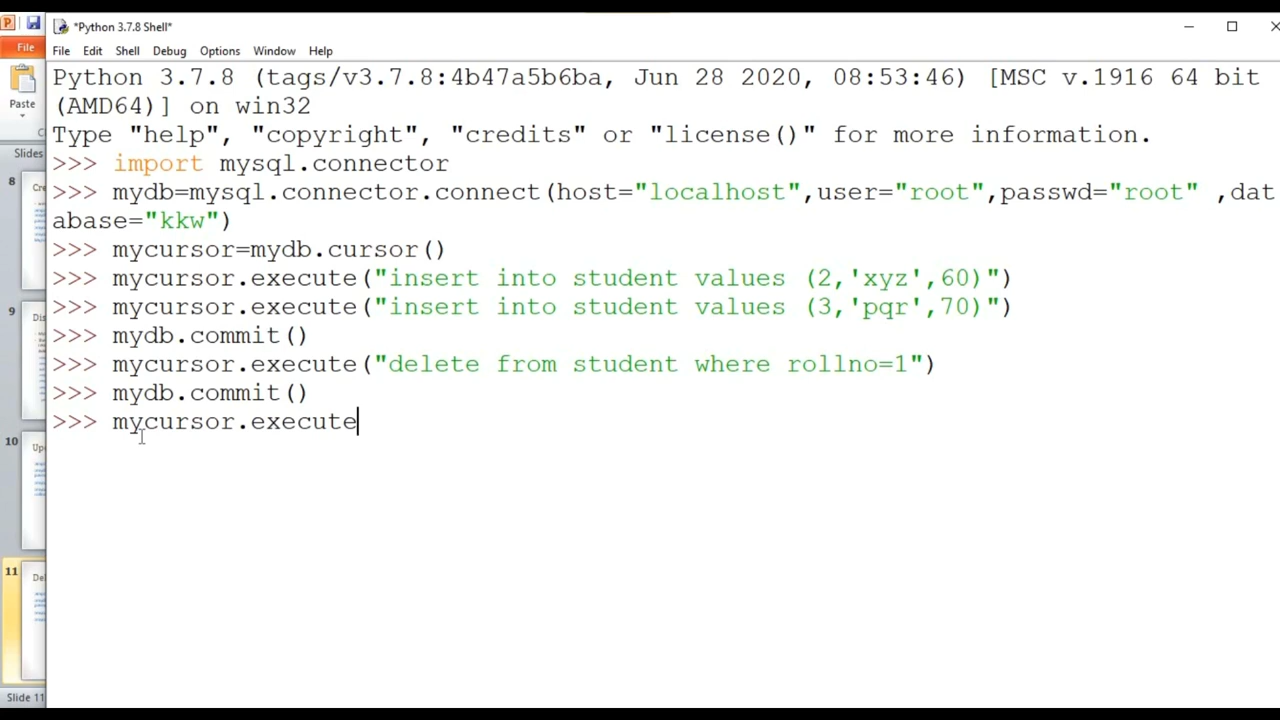 *Python 3.7.8 Shell*
File
File Edit Shell Debug Options Window Help
Paste
Slides
Python 3.7.8 (tags/v3.7.8:4b47a5b6ba, Jun 28 2020, 08:53:46) [MSC v.1916 64 bit
(AMD64)] on win32
Type "help", "copyright", "credits" or "license()" for more information.
>>> import mysql.connector
>>> mydb=mysql.connector.connect(host="localhost",user="root",passwd="root" ,dat
abase="kkw")
>>> mycursor=mydb.cursor()
>>> mycursor.execute("insert into student values (2,'xyz',60)")
>>> mycursor.execute("insert into student values (3,'pqr',70)")
>>> mydb.commit()
>>> mycursor.execute("delete from student where rollno=1")
>>> mydb.commit()
>>> mycursor.execute
8
9
10
11
Slide 11